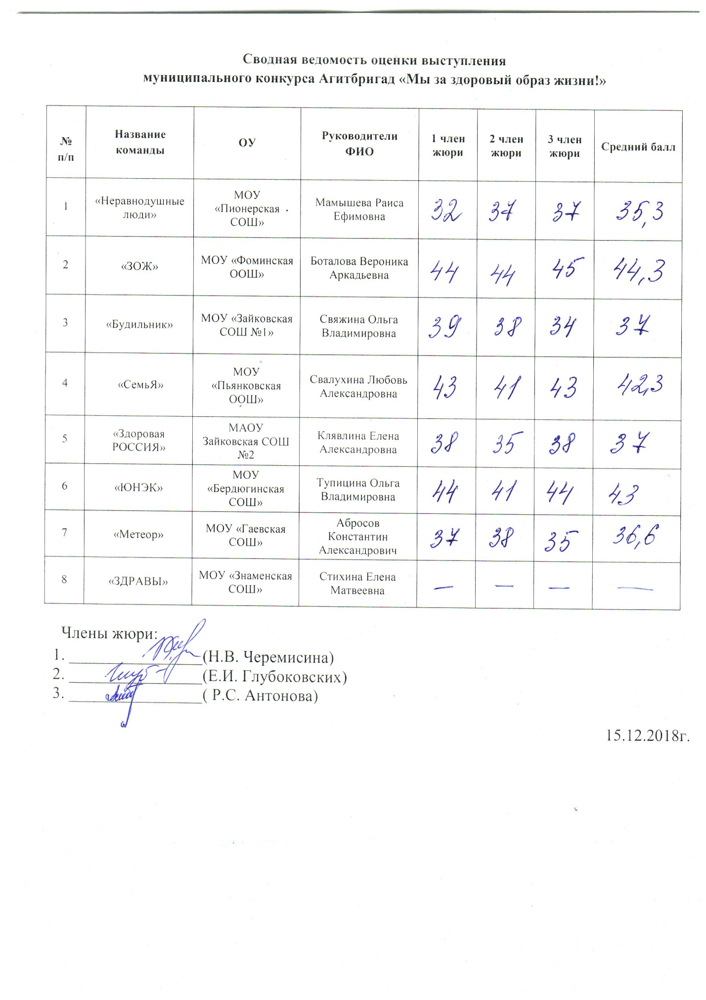 Сводная ведомость оценки выступления
муниципального конкурса Агитбригад «Мы за здоровый образ жизни!»
№ п/п Название команды ОУ Руководители ФИО 1 член жюри 2 член жюри 3 член жюри Средний балл
1 «Неравнодушные люди» МОУ «Пионерская СОШ» Мамышева Раиса Ефимовна 32 37 37 35,3
2 «ЗОЖ» МОУ «Фоминская ООШ» Боталова Вероника Аркадьевна 44 44 45 44,3
3 «Будильник» МОУ «Зайковская СОШ №1» Свяжина Ольга Владимировна 39 38 34 37
4 «СемьЯ» МОУ «Пьянковская ООШ» Свалухина Любовь Александровна 43 41 43 42,3
5 «Здоровая РОССИЯ» МАОУ Зайковская СОШ №2 Клявлина Елена Александровна 38 35 38 37
6 «ЮНЭК» МОУ «Бердюгинская СОШ» Тупицина Ольга Владимировна 44 41 44 43
7 «Метеор» МОУ «Гаевская СОШ» Абросов Константин Александрович 37 38 35 36,6
8 «ЗДРАВЫ» МОУ «Знаменская СОШ» Стихина Елена Матвеевна — — — —
Члены жюри:
1. ________________(Н.В. Черемисина)
2. ________________(Е.И. Глубоковских)
3. ________________( Р.С. Антонова)
15.12.2018г.